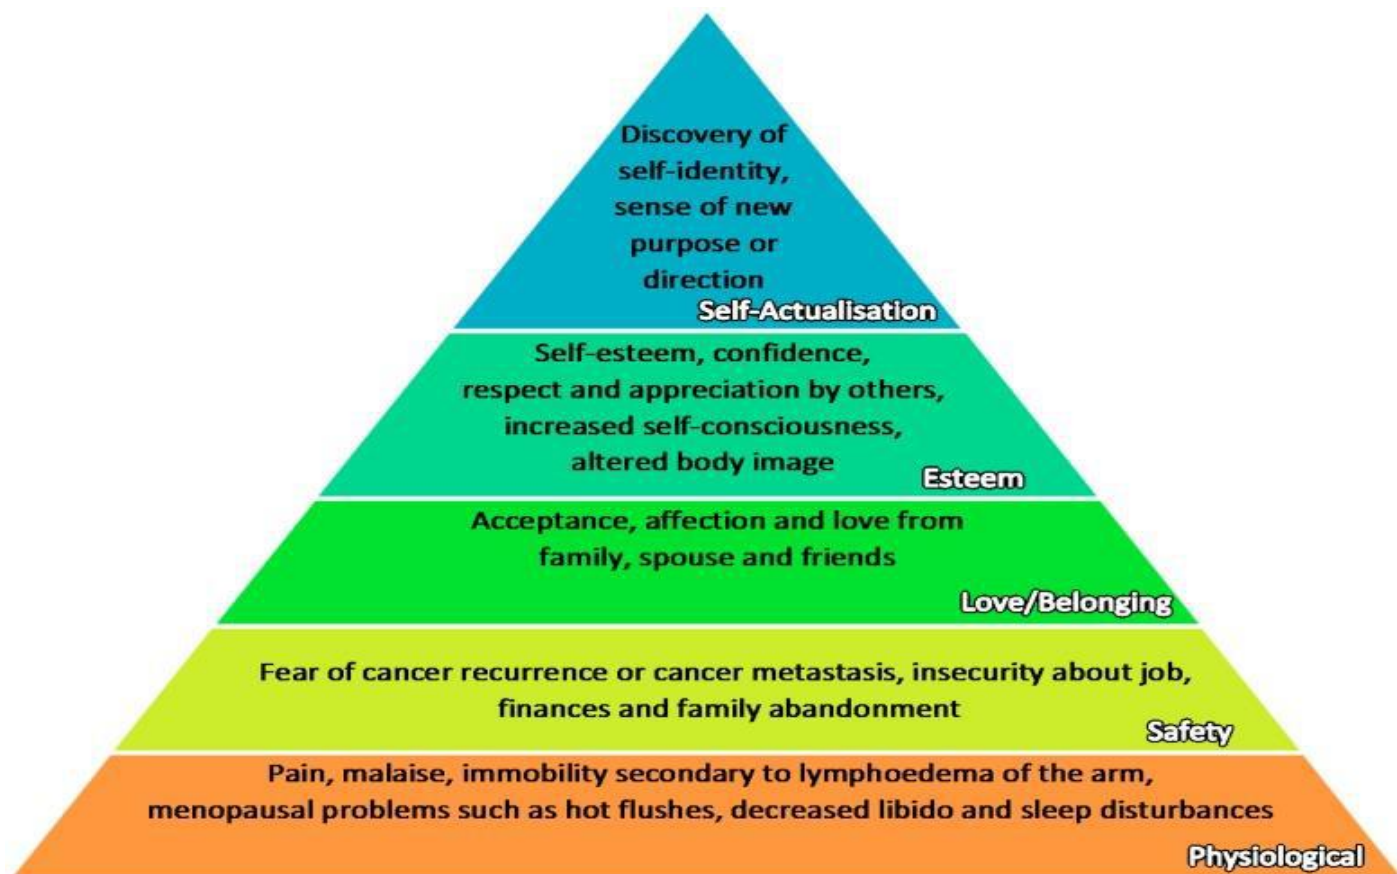 Discovery of
self-identity,
sense of new
purpose or
direction
Self-Actualisation
Self-esteem, confidence,
respect and appreciation by others,
increased self-consciousness,
altered body image
Esteem
Acceptance, affection and love from
family, spouse and friends
Love/Belonging
Fear of cancer recurrence or cancer metastasis, insecurity about job,
finances and family abandonment
Safety
Pain, malaise, immobility secondary to lymphoedema of the arm,
menopausal problems such as hot flushes, decreased libido and sleep disturbances
Physiological